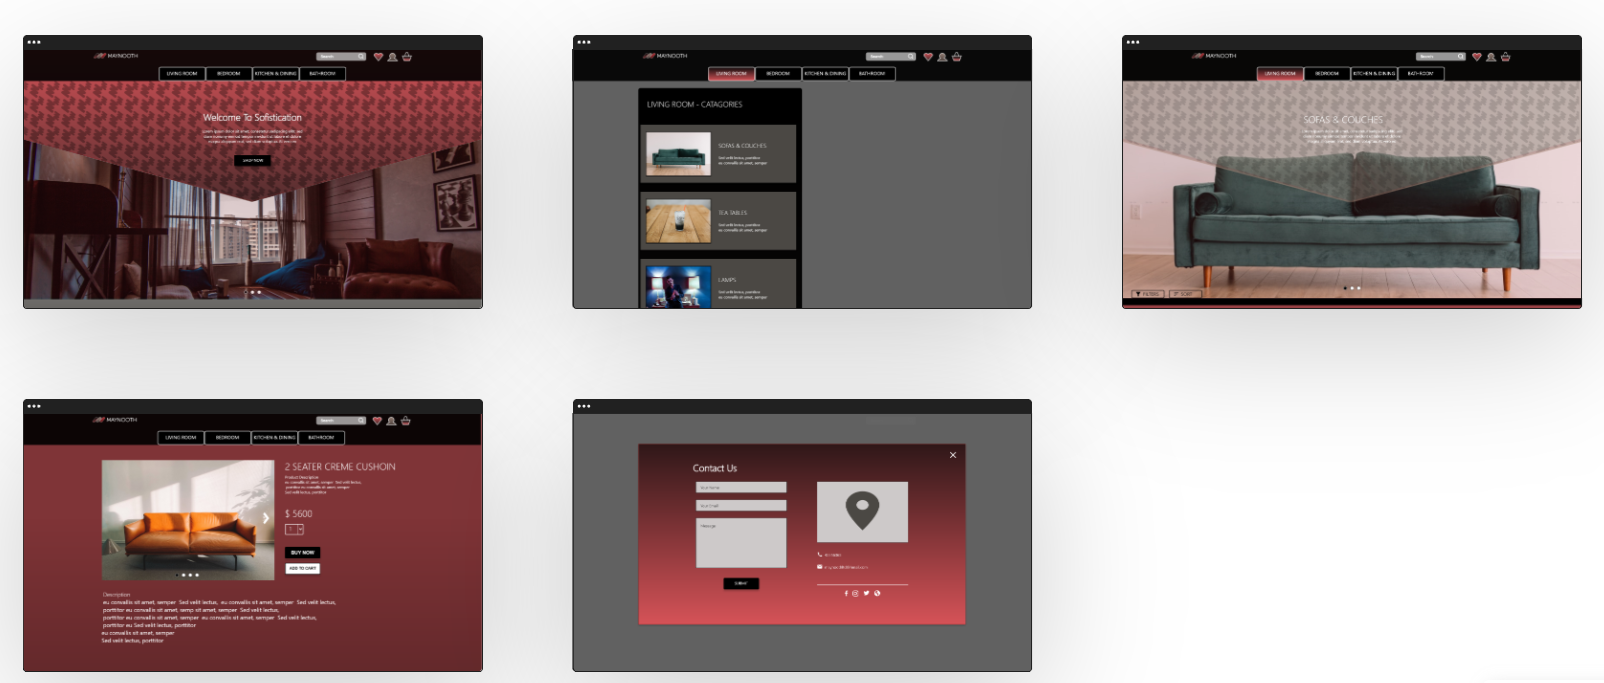 MAYNOOTH
Search
LIVING ROOM
BEDROOM
KITCHEN & DINING
BATHROOM
Welcome To Sofistication
SHOP NOW
MAYNOOTH
Search
LIVING ROOM
BEDROOM
KITCHEN & DINING
BATHROOM
LIVING ROOM - CATAGORIES
SOFAS & COUCHES
Sed velit lectus, porttitor
eu convallis sit amet, semper
TEA TABLES
Sed velit lectus, porttitor
eu convallis sit amet, semper
LAMPS
Sed velit lectus, porttitor
eu convallis sit amet, semper
MAYNOOTH
Search
LIVING ROOM
BEDROOM
KITCHEN & DINING
BATHROOM
SOFAS & COUCHES
FILTERS
SORT
MAYNOOTH
Search
LIVING ROOM
BEDROOM
KITCHEN & DINING
BATHROOM
2 SEATER CREME CUSHOIN
Product Description
eu convallis sit amet, semper Sed velit lectus,
porttitor eu convallis sit amet, semper
Sed velit lectus, porttitor
$ 5600
1
BUY NOW
ADD TO CART
Description
eu convallis sit amet, semper Sed velit lectus, eu convallis sit amet, semper Sed velit lectus,
porttitor eu convallis sit amet, semp sit amet, semper Sed velit lectus,
porttitor eu convallis sit amet, semper eu convallis sit amet, semper Sed velit lectus,
porttitor eu Sed velit lectus, porttitor
eu convallis sit amet, semper
Sed velit lectus, porttitor
Contact Us
Your Name
Your Email
Message
SUBMIT